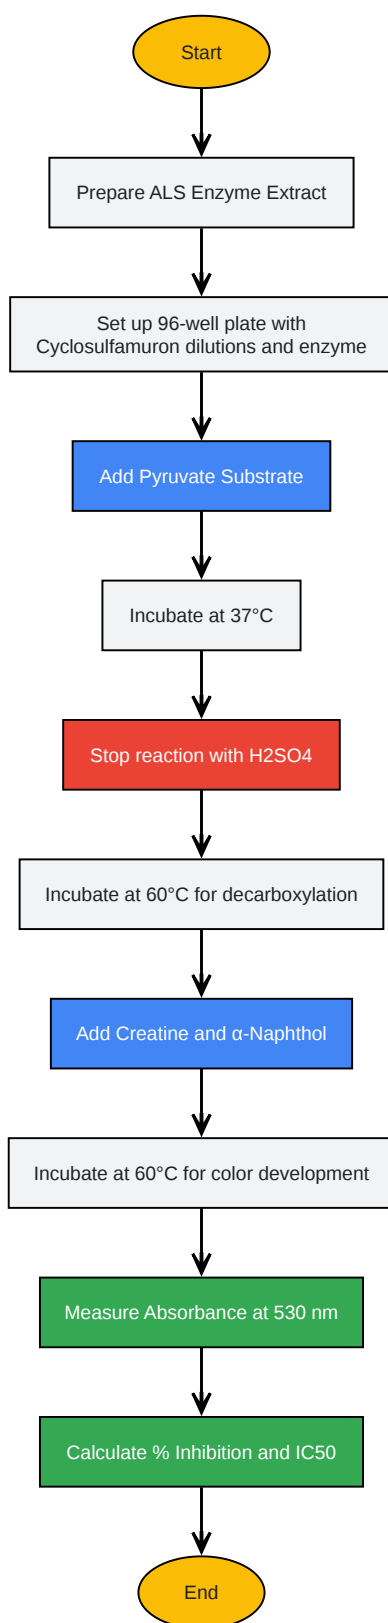 Start
Prepare ALS Enzyme Extract
Set up 96-well plate with
Cyclosulfamuron dilutions and enzyme
Add Pyruvate Substrate
Incubate at 37°C
Stop reaction with H2SO4
Incubate at 60°C for decarboxylation
Add Creatine and α-Naphthol
Incubate at 60°C for color development
Measure Absorbance at 530 nm
Calculate % Inhibition and IC50
End